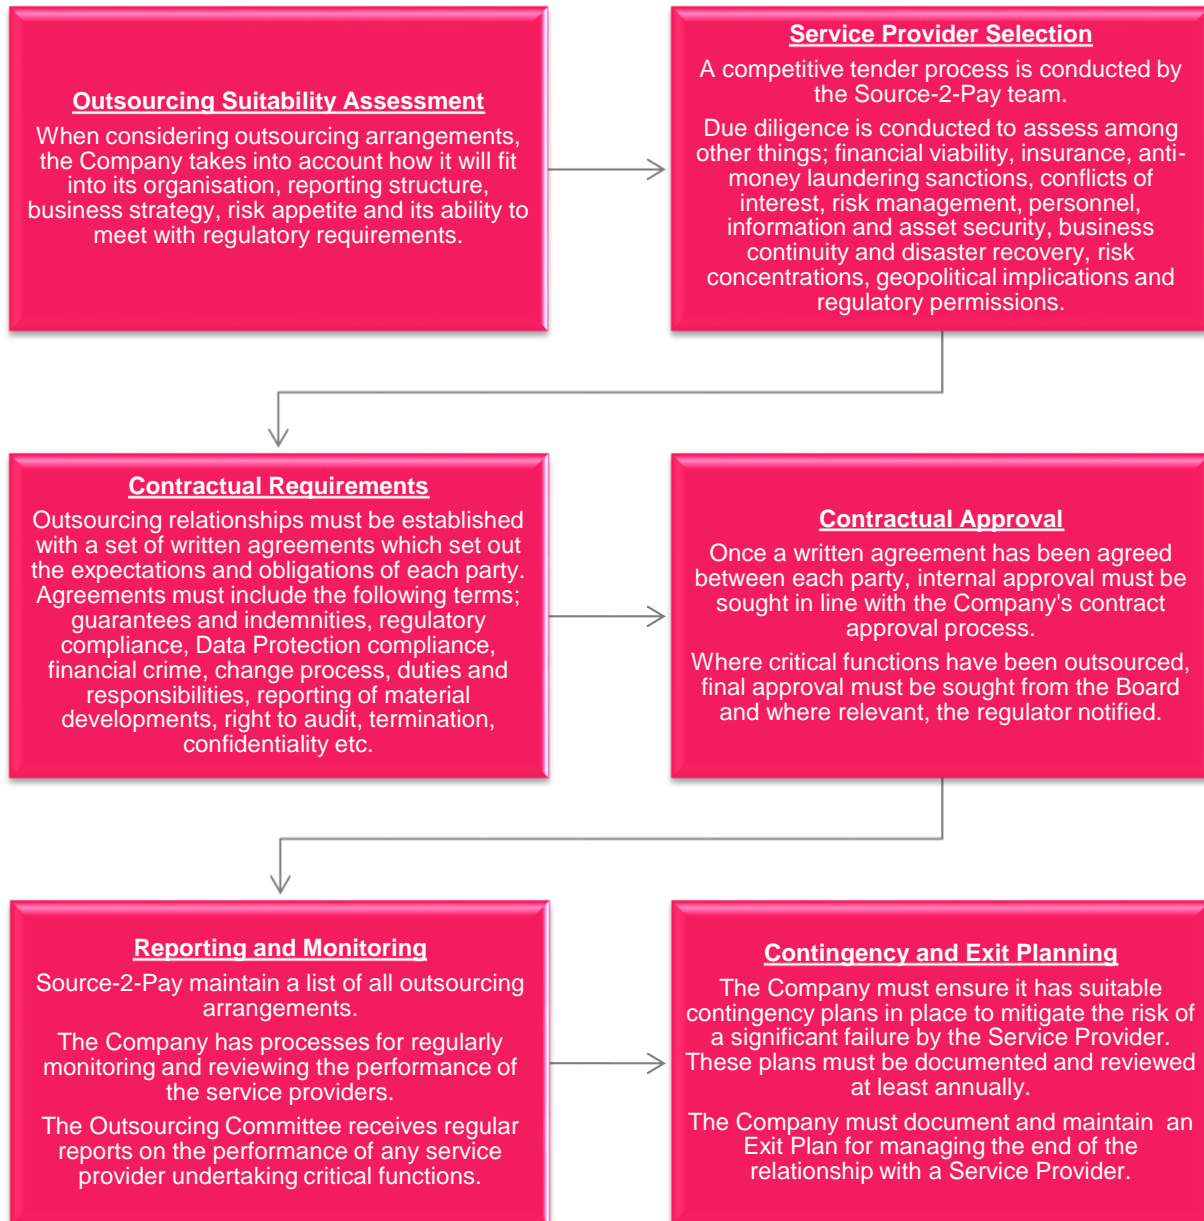 Outsourcing Suitability Assessment
When considering outsourcing arrangements,
the Company takes into account how it will fit
into its organisation, reporting structure,
business strategy, risk appetite and its ability to
meet with regulatory requirements.
Service Provider Selection
A competitive tender process is conducted by
the Source-2-Pay team.
Due diligence is conducted to assess among
other things; financial viability, insurance, anti-
money laundering sanctions, conflicts of
interest, risk management, personnel,
information and asset security, business
continuity and disaster recovery, risk
concentrations, geopolitical implications and
regulatory permissions.
Contractual Requirements
Outsourcing relationships must be established
with a set of written agreements which set out
the expectations and obligations of each party.
Agreements must include the following terms;
guarantees and indemnities, regulatory
compliance, Data Protection compliance,
financial crime, change process, duties and
responsibilities, reporting of material
developments, right to audit, termination,
confidentiality etc.
Contractual Approval
Once a written agreement has been agreed
between each party, internal approval must be
sought in line with the Company's contract
approval process.
Where critical functions have been outsourced,
final approval must be sought from the Board
and where relevant, the regulator notified.
Reporting and Monitoring
Source-2-Pay maintain a list of all outsourcing
arrangements.
The Company has processes for regularly
monitoring and reviewing the performance of
the service providers.
The Outsourcing Committee receives regular
reports on the performance of any service
provider undertaking critical functions.
Contingency and Exit Planning
The Company must ensure it has suitable
contingency plans in place to mitigate the risk of
a significant failure by the Service Provider.
These plans must be documented and reviewed
at least annually.
The Company must document and maintain an
Exit Plan for managing the end of the
relationship with a Service Provider.